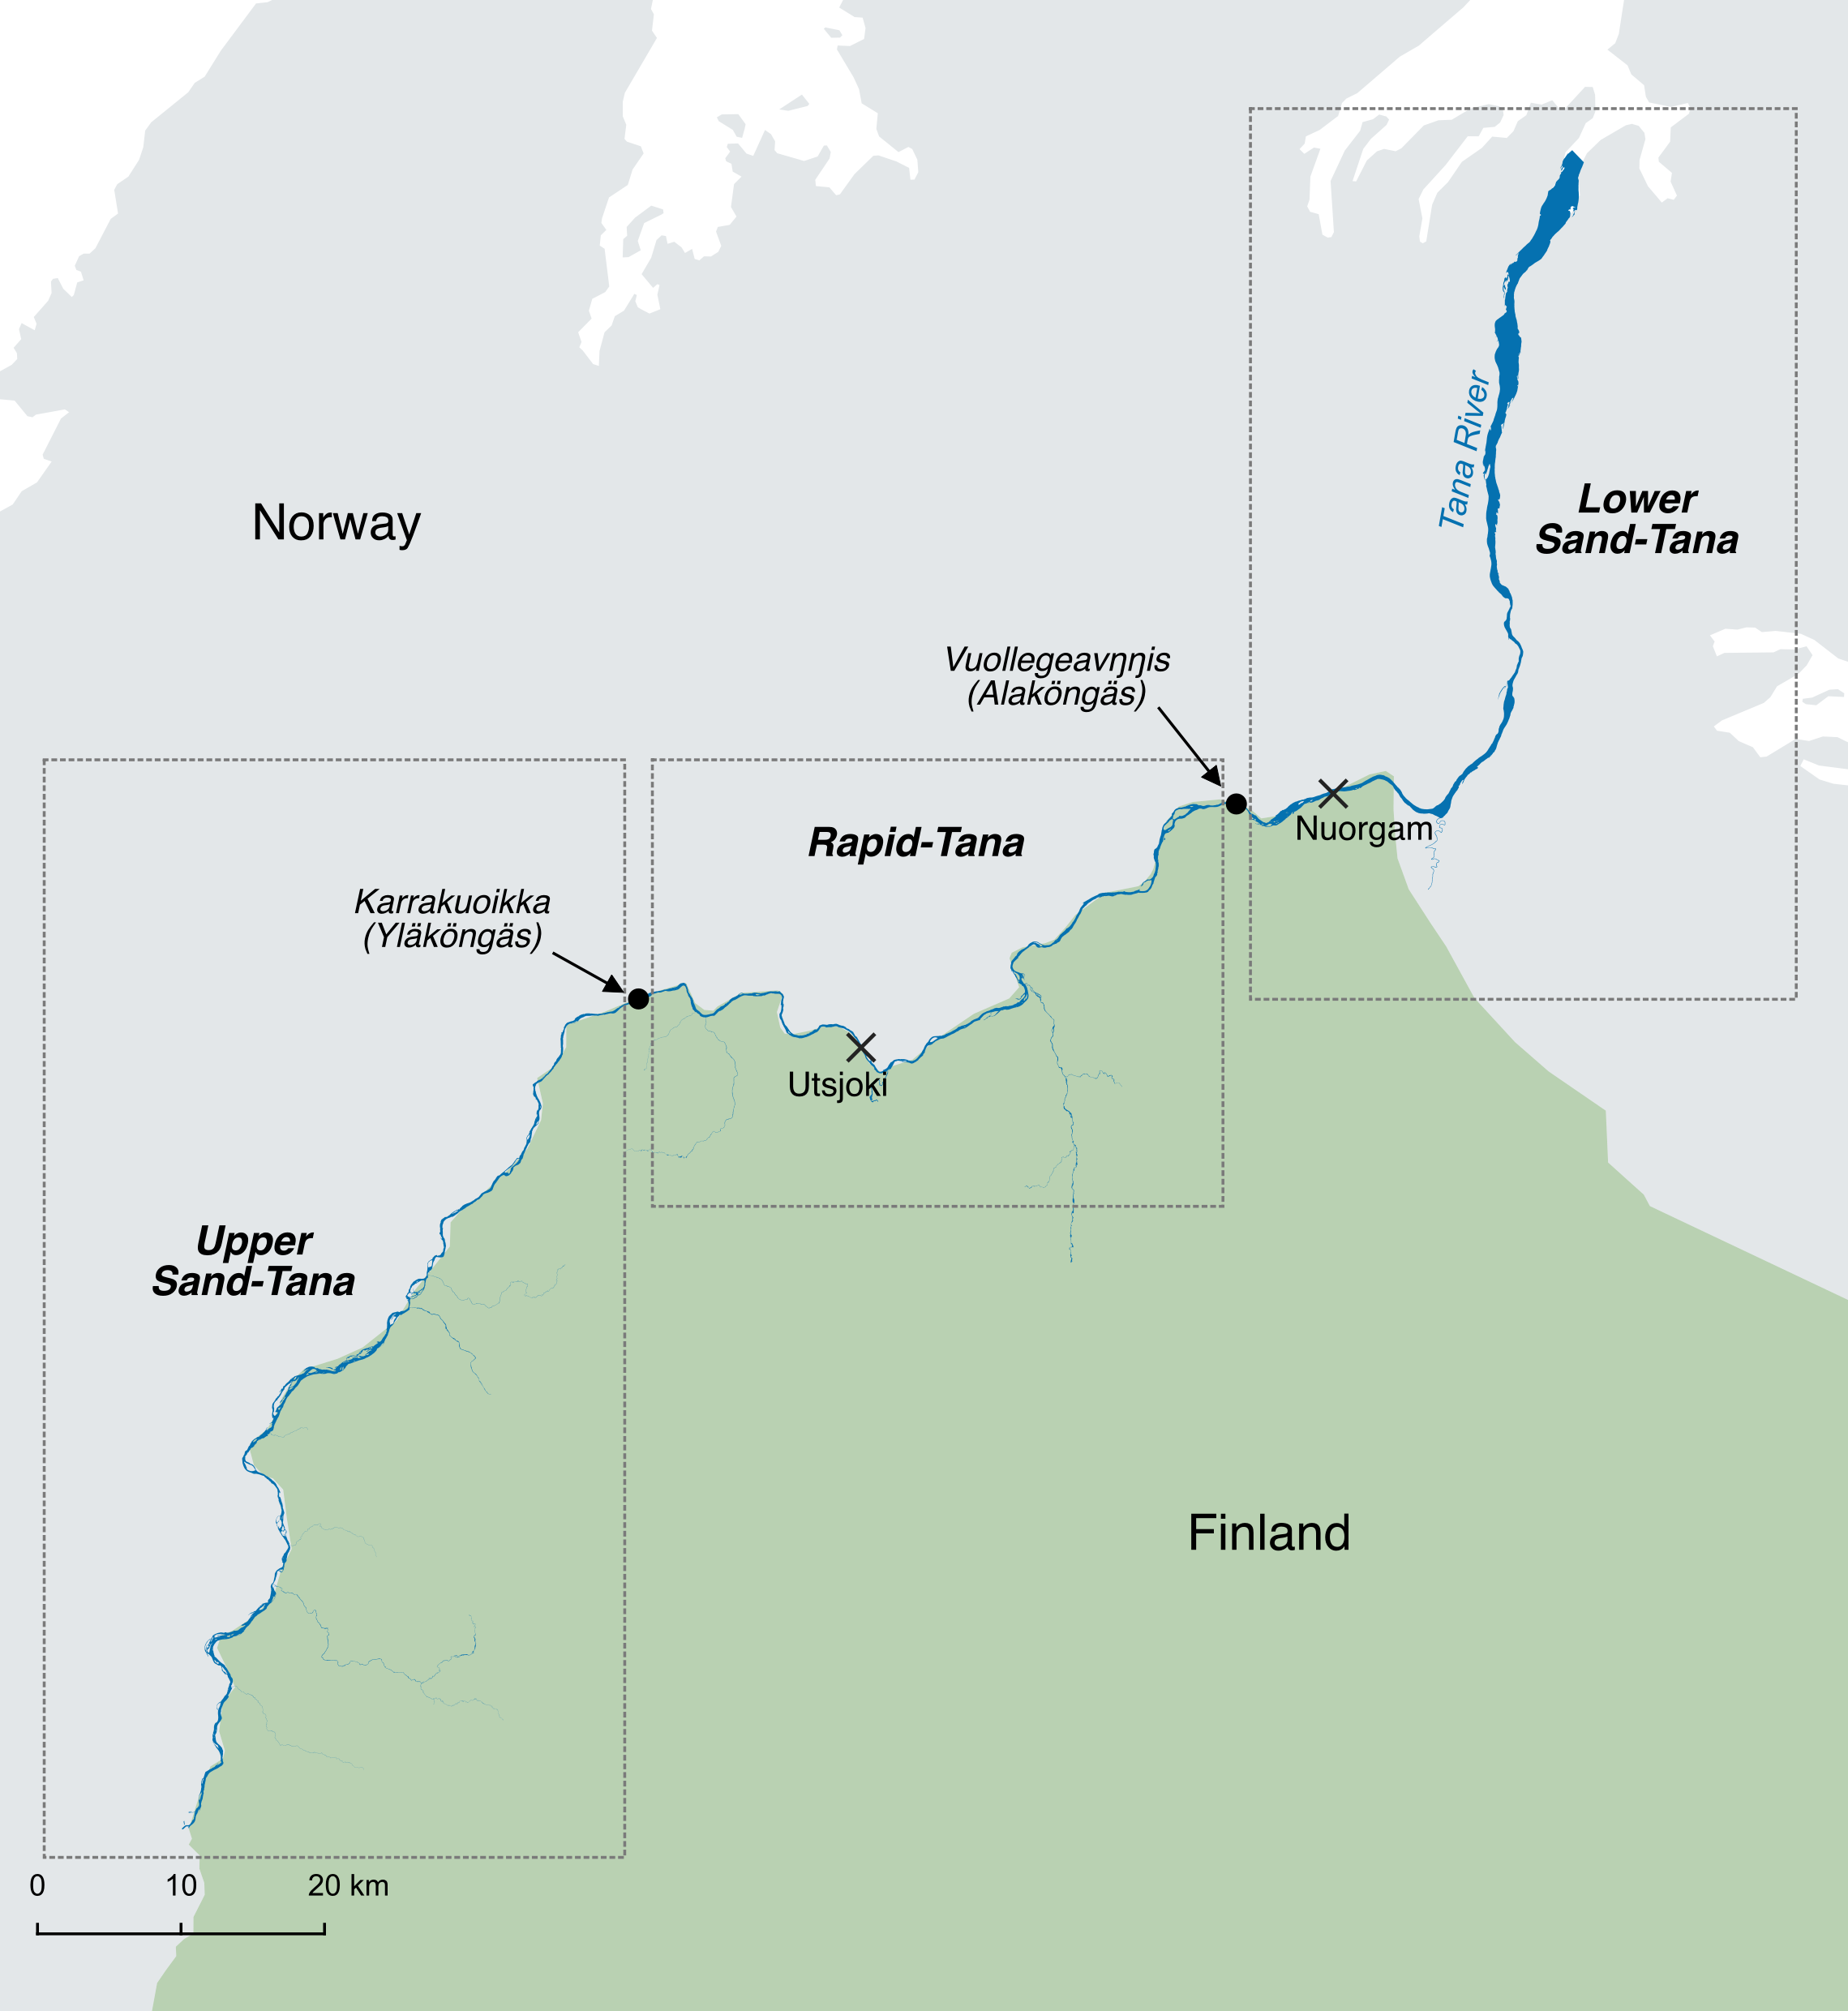 Norway
Tana River
Lower
Sand-Tana
Vuollegeavŋŋis
(Alaköngäs)
Nuorgam
Rapid-Tana
Karrakuoikka
(Yläköngäs)
Utsjoki
Upper
Sand-Tana
Finland
0 10 20 km